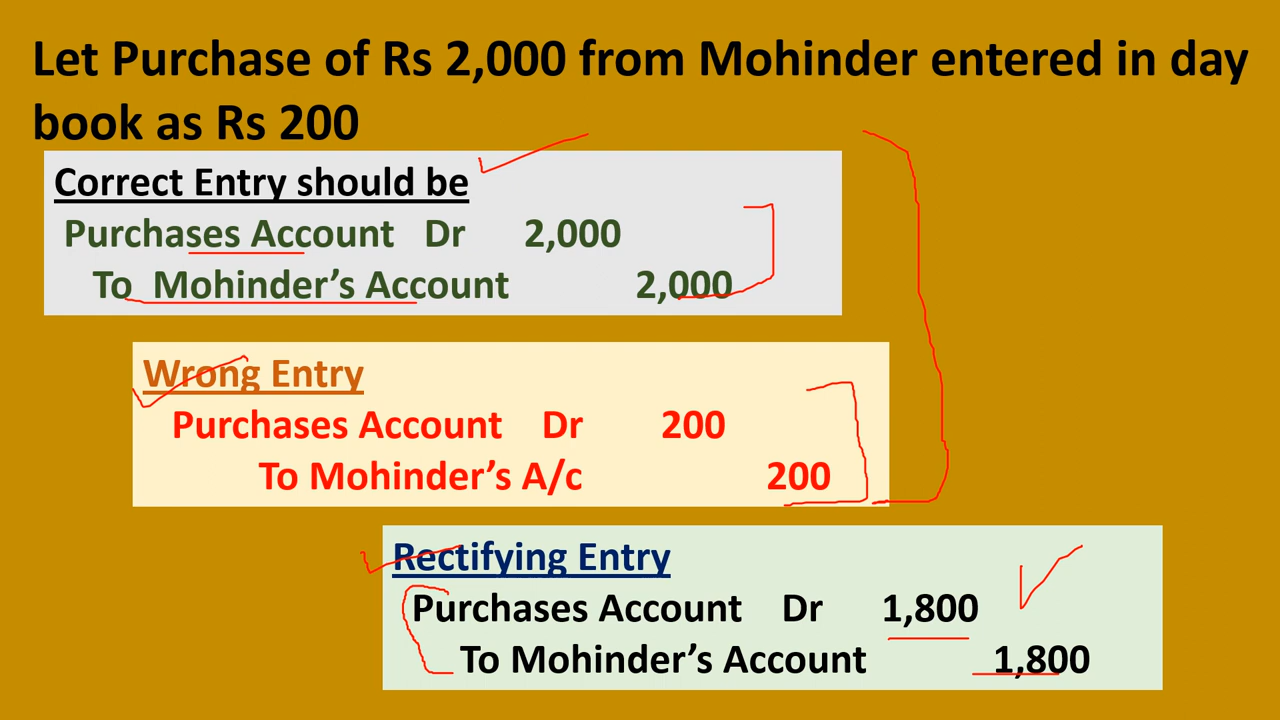 Let Purchase of Rs 2,000 from Mohinder entered in day
book as Rs 200
Correct Entry should be
Purchases Account Dr 2,000
To Mohinder’s Account 2,000
Wrong Entry
Purchases Account Dr 200
To Mohinder’s A/c 200
Rectifying Entry
Purchases Account Dr 1,800
To Mohinder’s Account 1,800